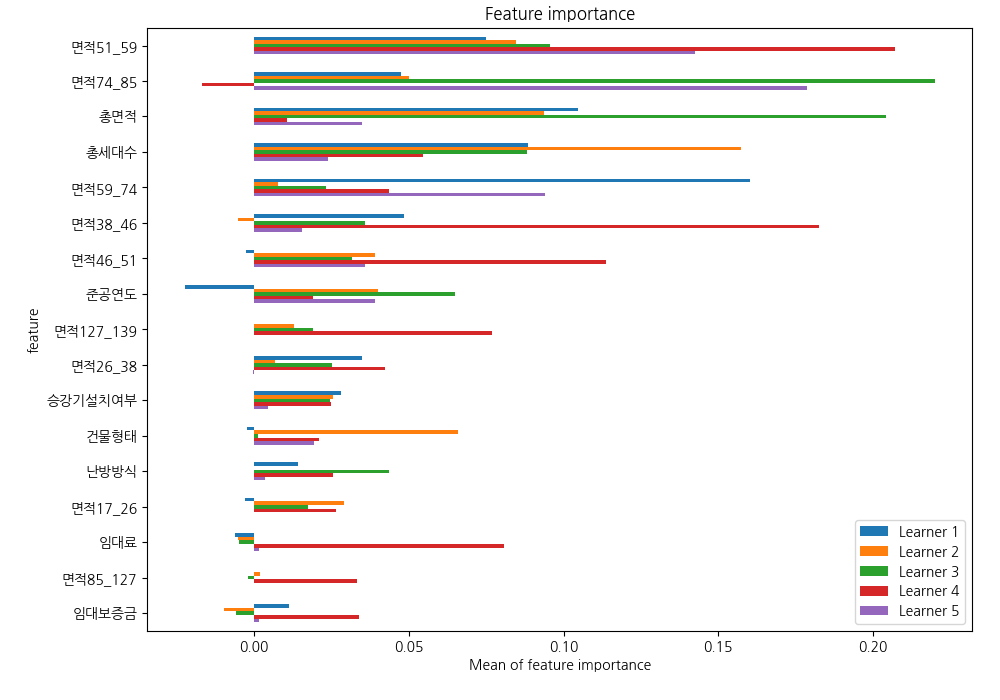 Feature importance
feature
면적51_59
면적74_85
총면적
총세대수
면적59_74
면적38_46
면적46_51
준공연도
면적127_139
면적26_38
승강기설치여부
건물형태
난방방식
면적17_26
임대료
면적85_127
임대보증금
Learner 1
Learner 2
Learner 3
Learner 4
Learner 5
0.00 0.05 0.10 0.15 0.20
Mean of feature importance